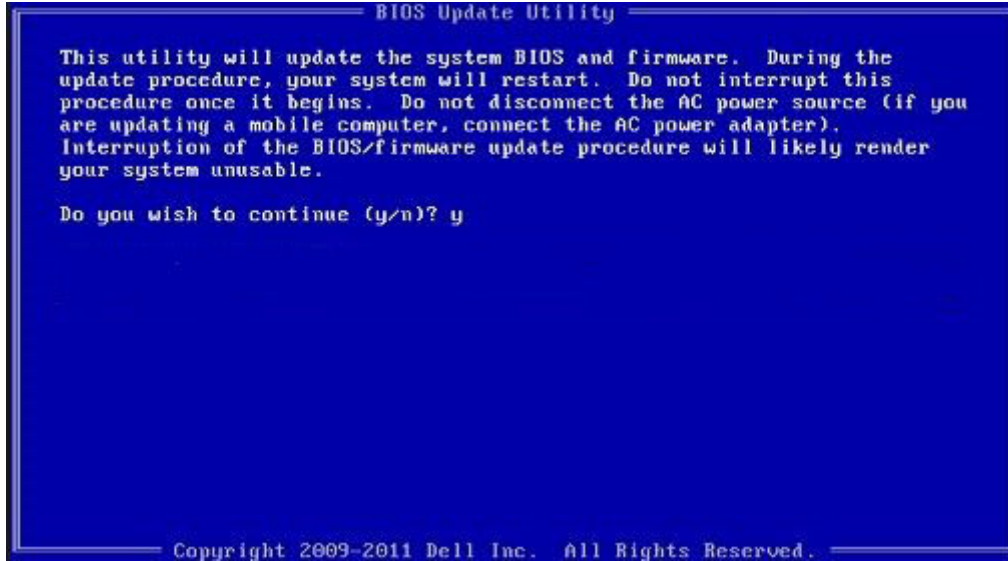 BIOS Update Utility
This utility will update the system BIOS and firmware. During the
update procedure, your system will restart. Do not interrupt this
procedure once it begins. Do not disconnect the AC power source (if you
are updating a mobile computer, connect the AC power adapter).
Interruption of the BIOS/firmware update procedure will likely render
your system unusable.
Do you wish to continue (y/n)? y
Copyright 2009-2011 Dell Inc. All Rights Reserved.